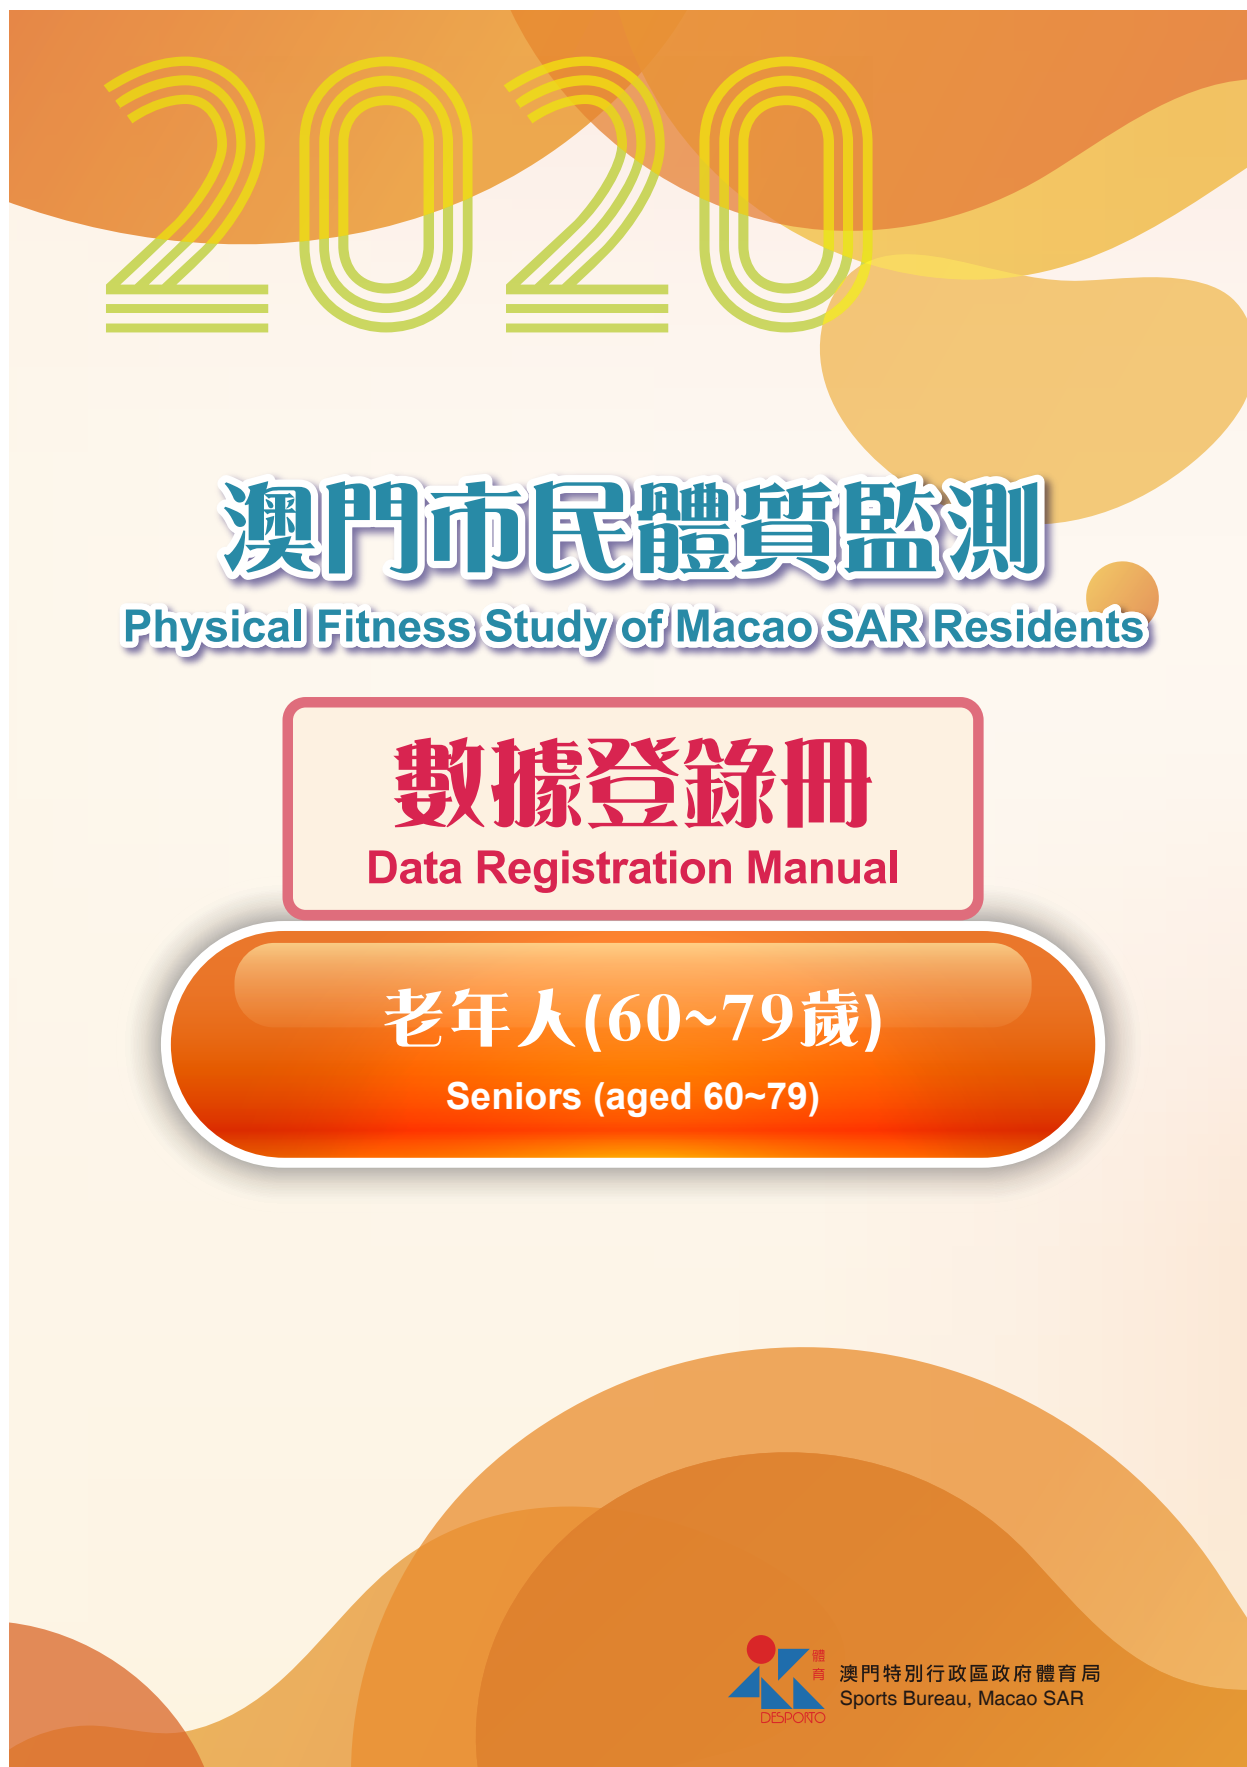 2020
澳門市民體質監測
Physical Fitness Study of Macao SAR Residents
數據登錄冊
Data Registration Manual
老年人(60~79歲)
Seniors (aged 60~79)
體育
DESPORTO
澳門特別行政區政府體育局
Sports Bureau, Macao SAR